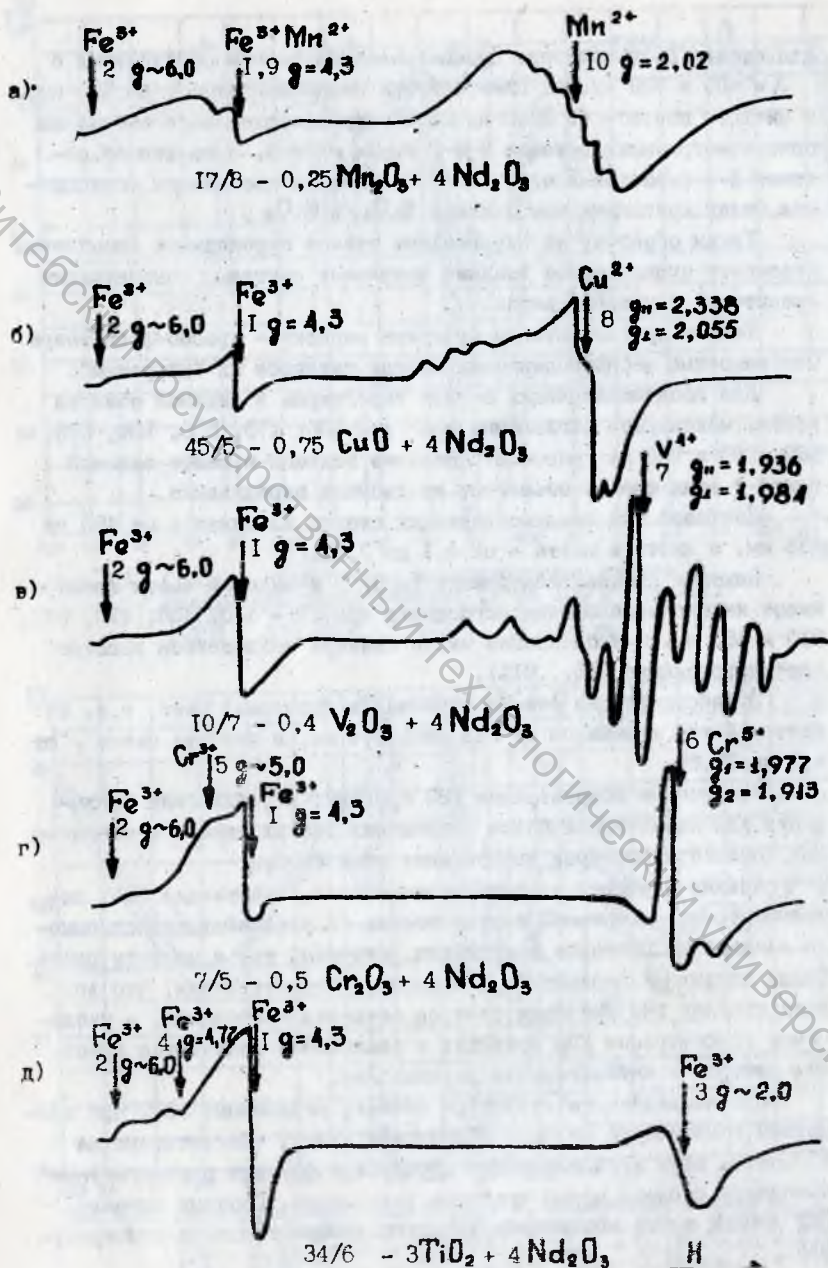 Fe³⁺ Fe³⁺ Mn²⁺ Mn²⁺
2 g~6,0 I,9 g=4,3 I0 g=2,02
а)
I7/8 - 0,25 Mn₂O₃ + 4 Nd₂O₃
Fe³⁺ Fe³⁺ Cu²⁺
2 g~6,0 I g=4,3 8 g₁₁=2,338
g⊥=2,055
б)
45/5 - 0,75 CuO + 4 Nd₂O₃
Fe³⁺ Fe³⁺ V⁴⁺
2 g~6,0 I g=4,3 7 g₁₁=1,936
g⊥=1,984
в)
I0/7 - 0,4 V₂O₃ + 4 Nd₂O₃
Fe³⁺ Cr³⁺ Fe³⁺ Cr⁵⁺
2 g~6,0 5 g~5,0 I g=4,3 6
g₁=1,977
g₂=1,913
г)
7/5 - 0,5 Cr₂O₃ + 4 Nd₂O₃
Fe³⁺ Fe³⁺ Fe³⁺ Fe³⁺
2 g~6,0 4 g=4,77 I g=4,3 3 g~2.0
д)
34/6 - 3TiO₂ + 4 Nd₂O₃ H
государственный технологический